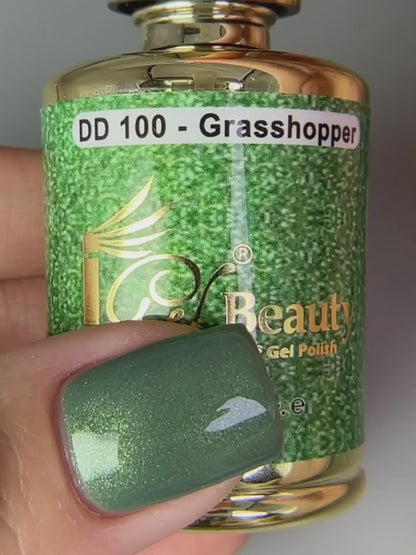 DD 100 - Grasshopper
®
Beauty
Gel Polish